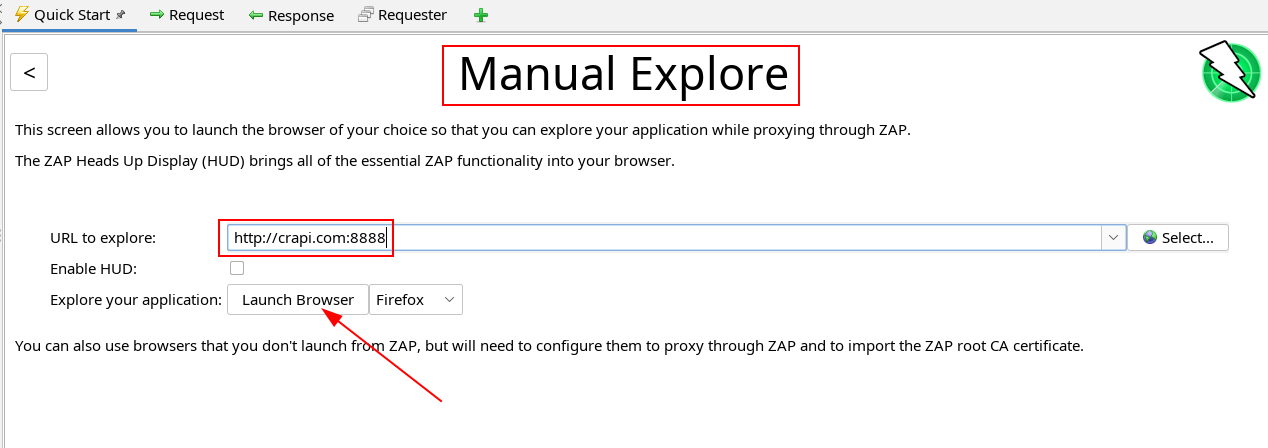 Quick Start Request Response Requester
< Manual Explore
This screen allows you to launch the browser of your choice so that you can explore your application while proxying through ZAP.
The ZAP Heads Up Display (HUD) brings all of the essential ZAP functionality into your browser.
URL to explore: http://crapi.com:8888 Select...
Enable HUD:
Explore your application: Launch Browser Firefox
You can also use browsers that you don't launch from ZAP, but will need to configure them to proxy through ZAP and to import the ZAP root CA certificate.